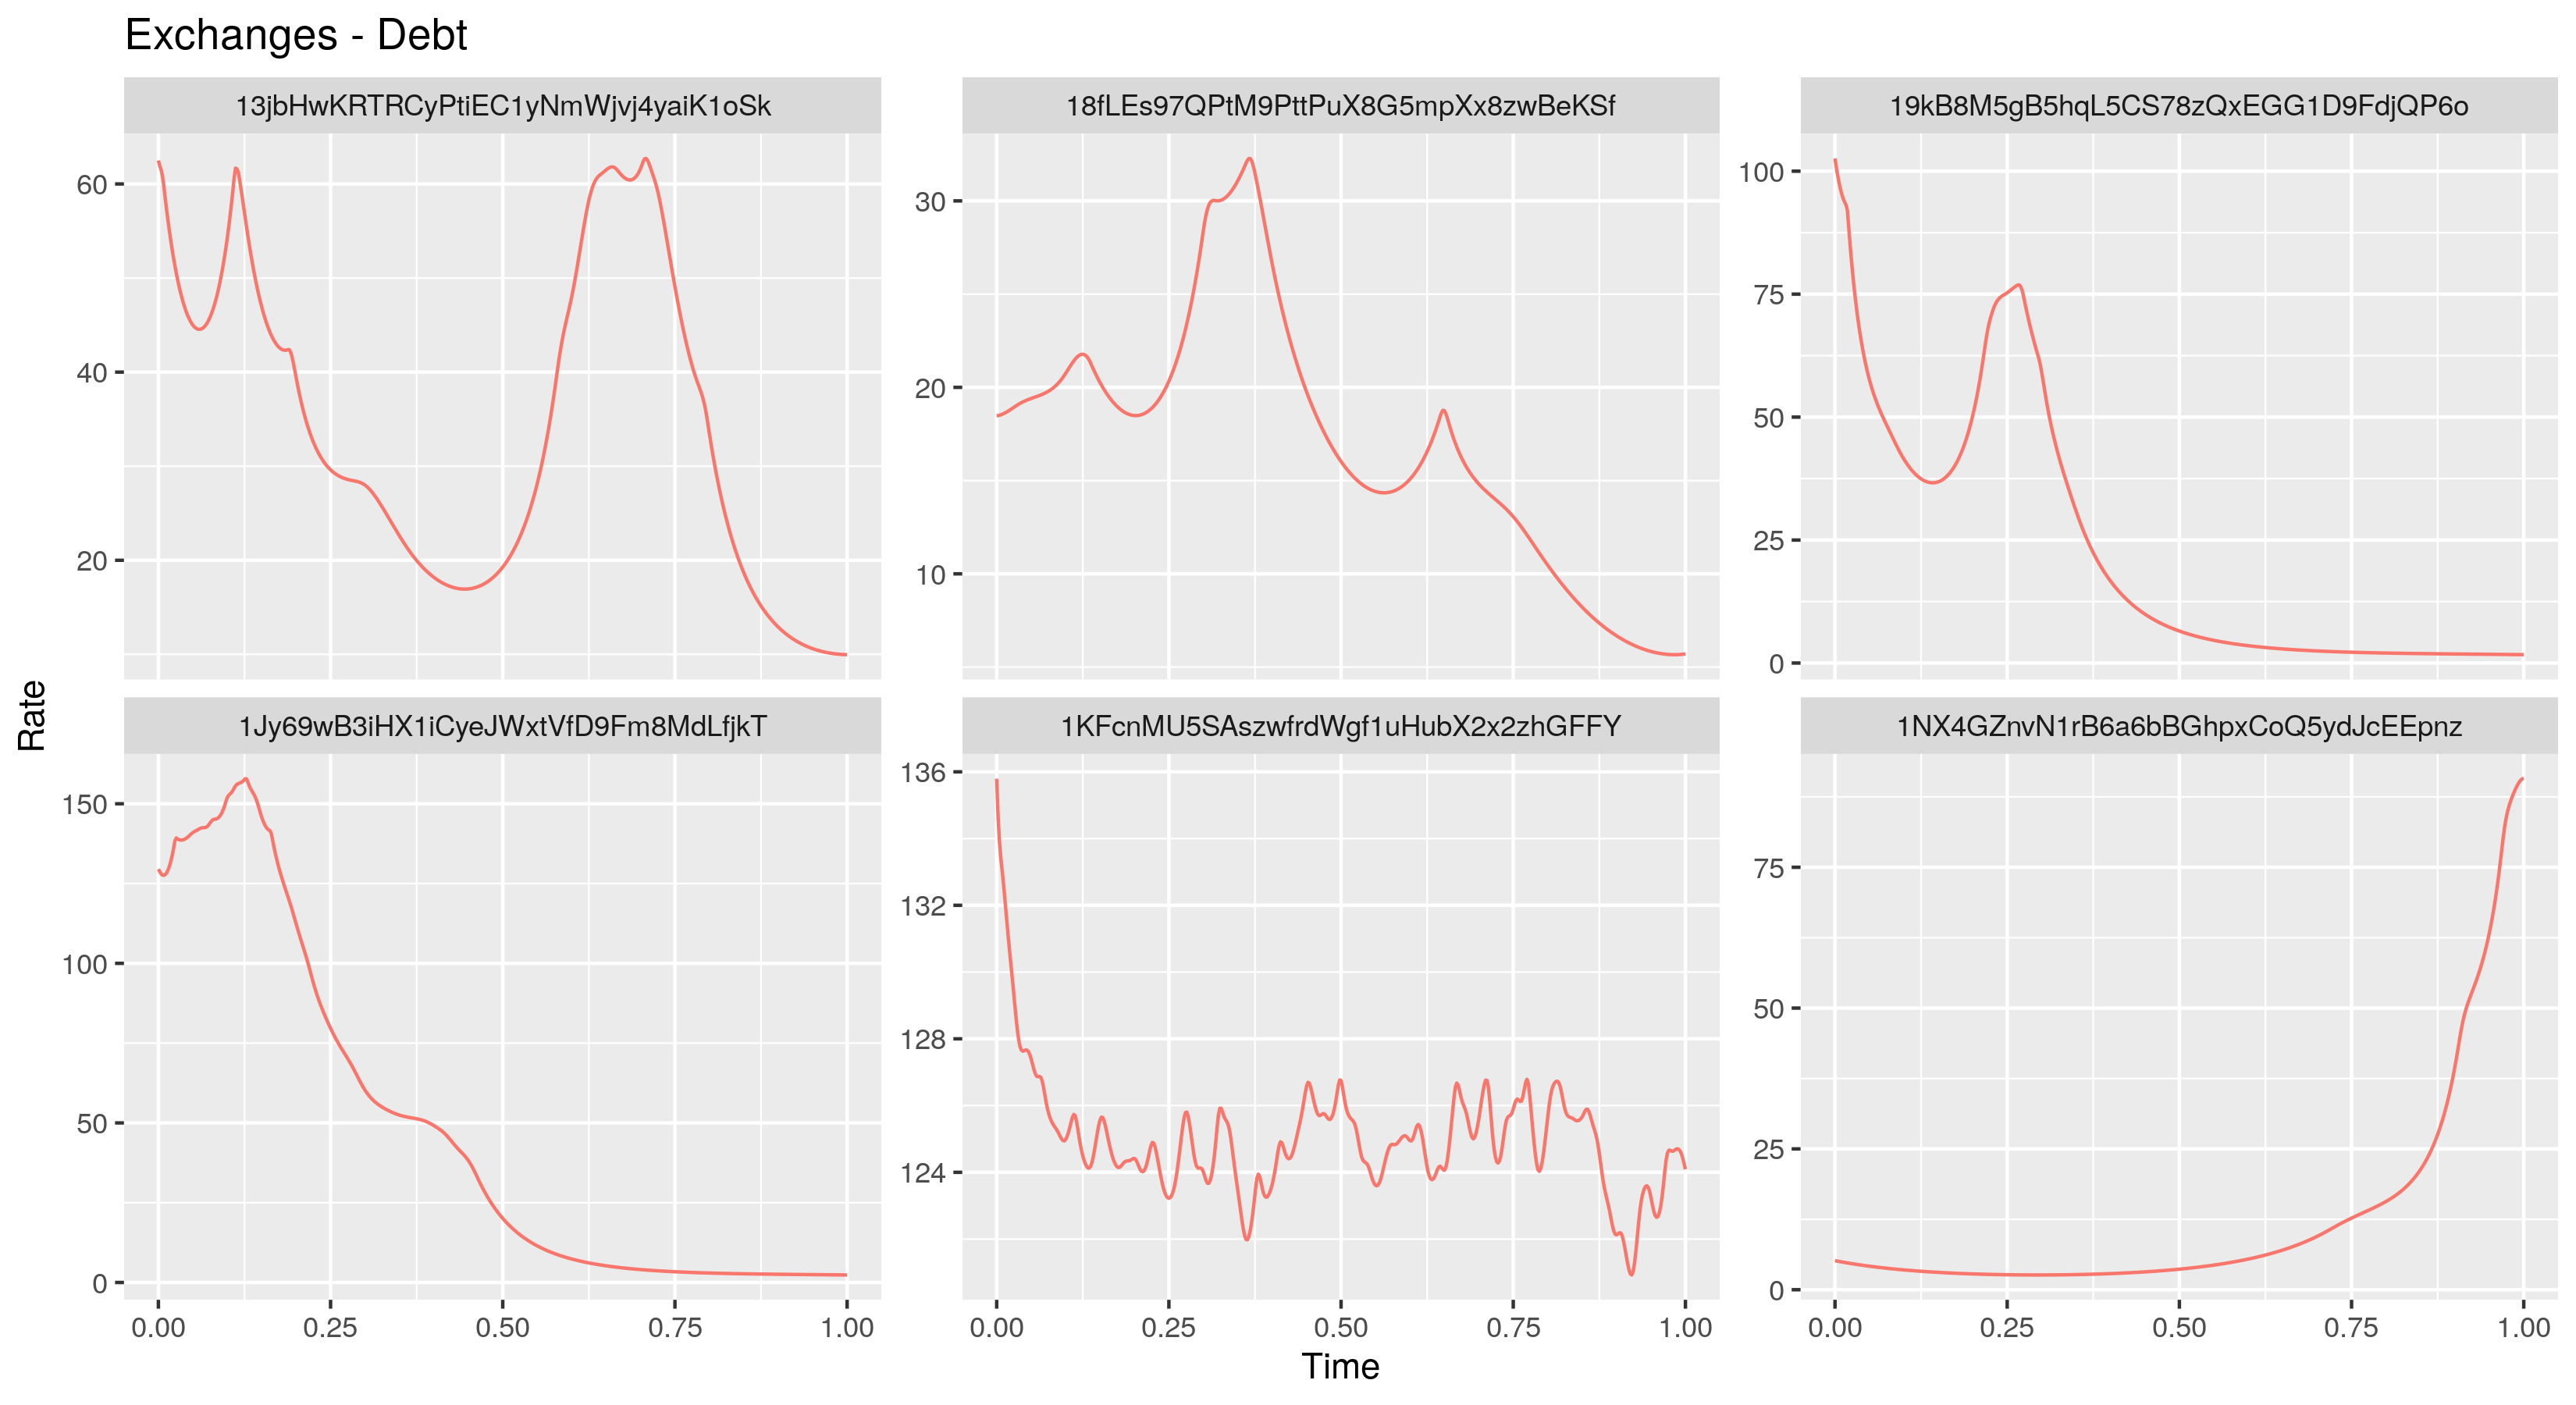 Exchanges - Debt
13jbHwKRTRCyPtiEC1yNmWjvj4yaiK1oSk
18fLEs97QPtM9PttPuX8G5mpXx8zwBeKSf
19kB8M5gB5hqL5CS78zQxEGG1D9FdjQP6o
60
40
20
30
20
10
100
75
50
25
0
Rate
1Jy69wB3iHX1iCyeJWxtVfD9Fm8MdLfjkT
1KFcnMU5SAszwfrdWgf1uHubX2x2zhGFFY
1NX4GZnvN1rB6a6bBGhpxCoQ5ydJcEEpnz
150
100
50
0
136
132
128
124
75
50
25
0
0.00 0.25 0.50 0.75 1.00
0.00 0.25 0.50 0.75 1.00
0.00 0.25 0.50 0.75 1.00
Time